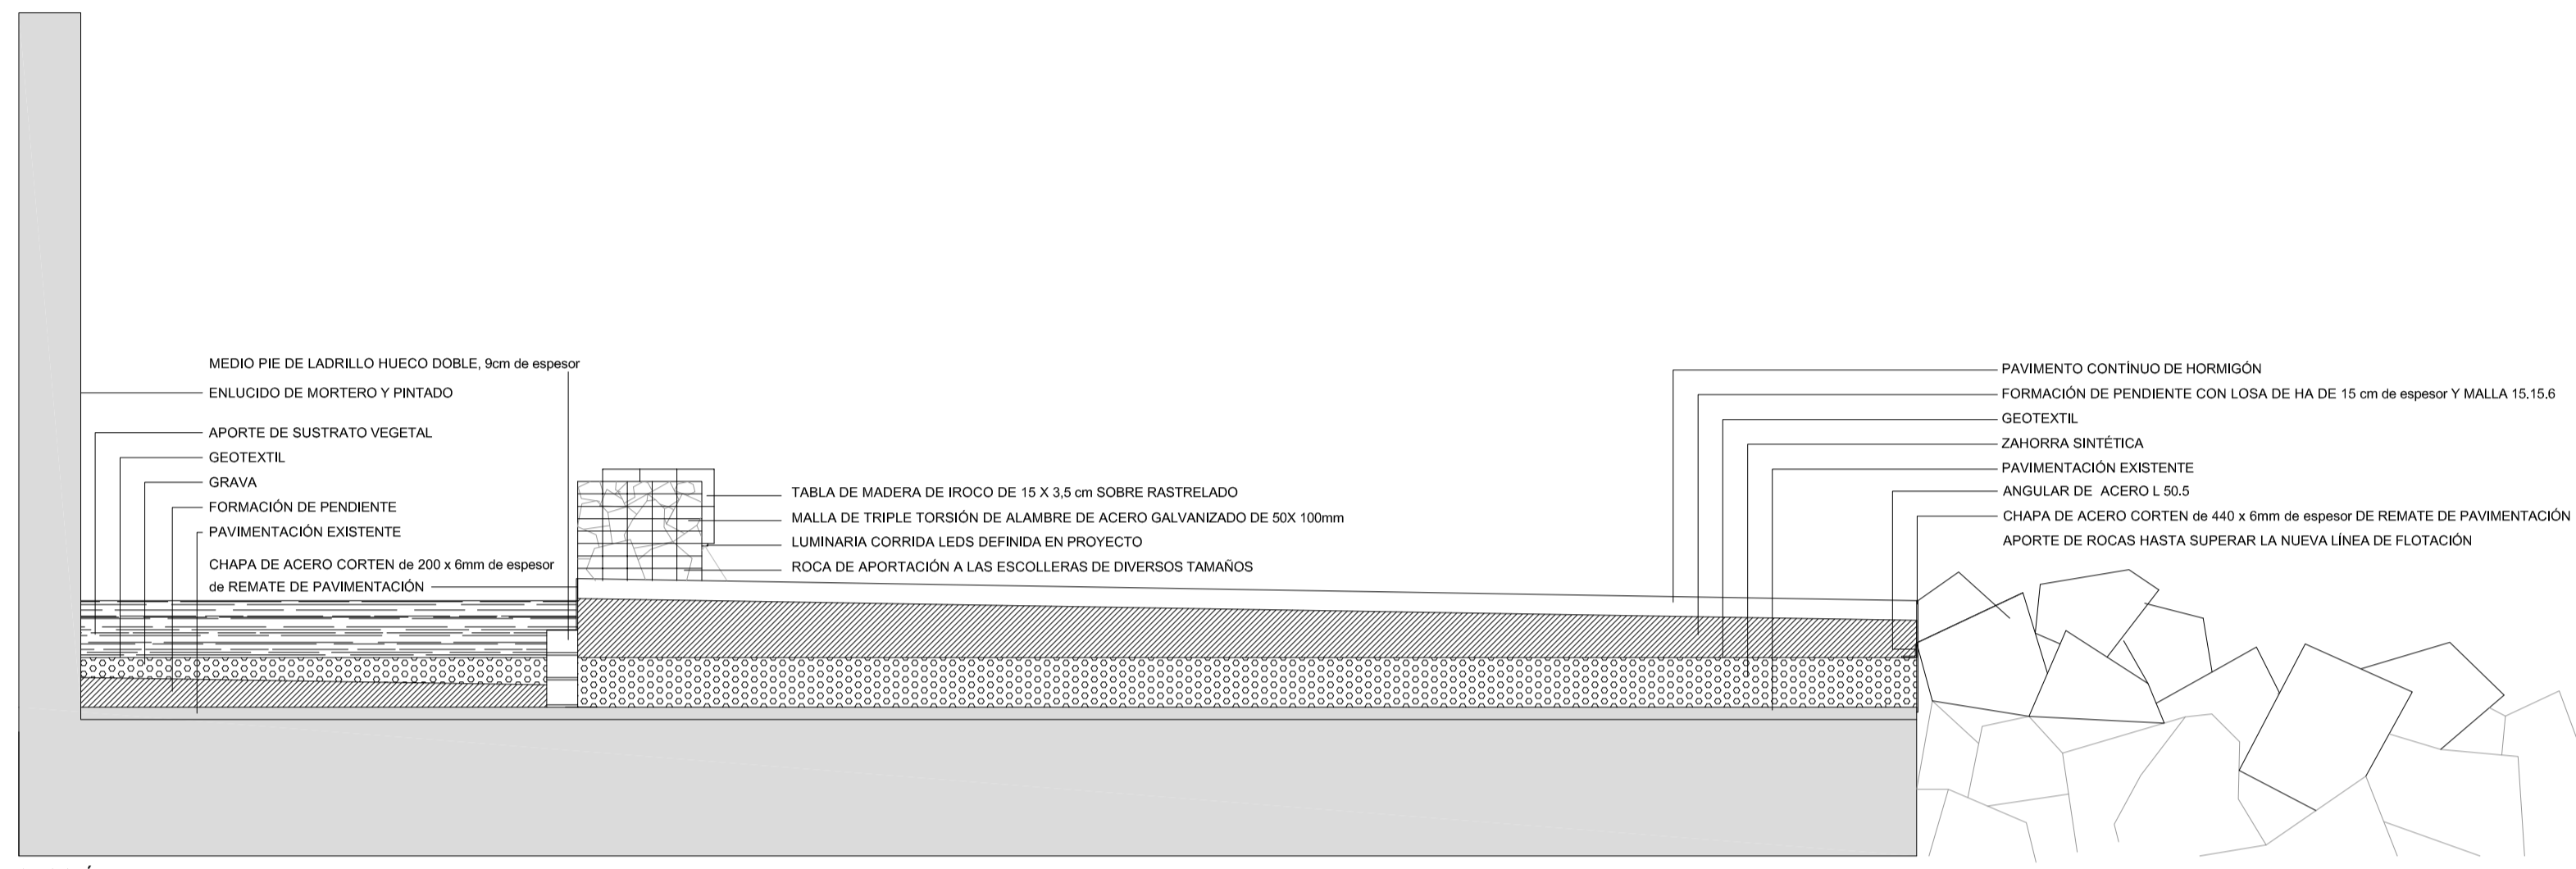 MEDIO PIE DE LADRILLO HUECO DOBLE, 9cm de espesor
ENLUCIDO DE MORTERO Y PINTADO
APORTE DE SUSTRATO VEGETAL
GEOTEXTIL
GRAVA
FORMACIÓN DE PENDIENTE
PAVIMENTACIÓN EXISTENTE
CHAPA DE ACERO CORTEN de 200 x 6mm de espesor
de REMATE DE PAVIMENTACIÓN
TABLA DE MADERA DE IROCO DE 15 X 3,5 cm SOBRE RASTRELADO
MALLA DE TRIPLE TORSIÓN DE ALAMBRE DE ACERO GALVANIZADO DE 50X 100mm
LUMINARIA CORRIDA LEDS DEFINIDA EN PROYECTO
ROCA DE APORTACIÓN A LAS ESCOLLERAS DE DIVERSOS TAMAÑOS
PAVIMENTO CONTÍNUO DE HORMIGÓN
FORMACIÓN DE PENDIENTE CON LOSA DE HA DE 15 cm de espesor Y MALLA 15.15.6
GEOTEXTIL
ZAHORRA SINTÉTICA
PAVIMENTACIÓN EXISTENTE
ANGULAR DE ACERO L 50.5
CHAPA DE ACERO CORTEN de 440 x 6mm de espesor DE REMATE DE PAVIMENTACIÓN
APORTE DE ROCAS HASTA SUPERAR LA NUEVA LÍNEA DE FLOTACIÓN